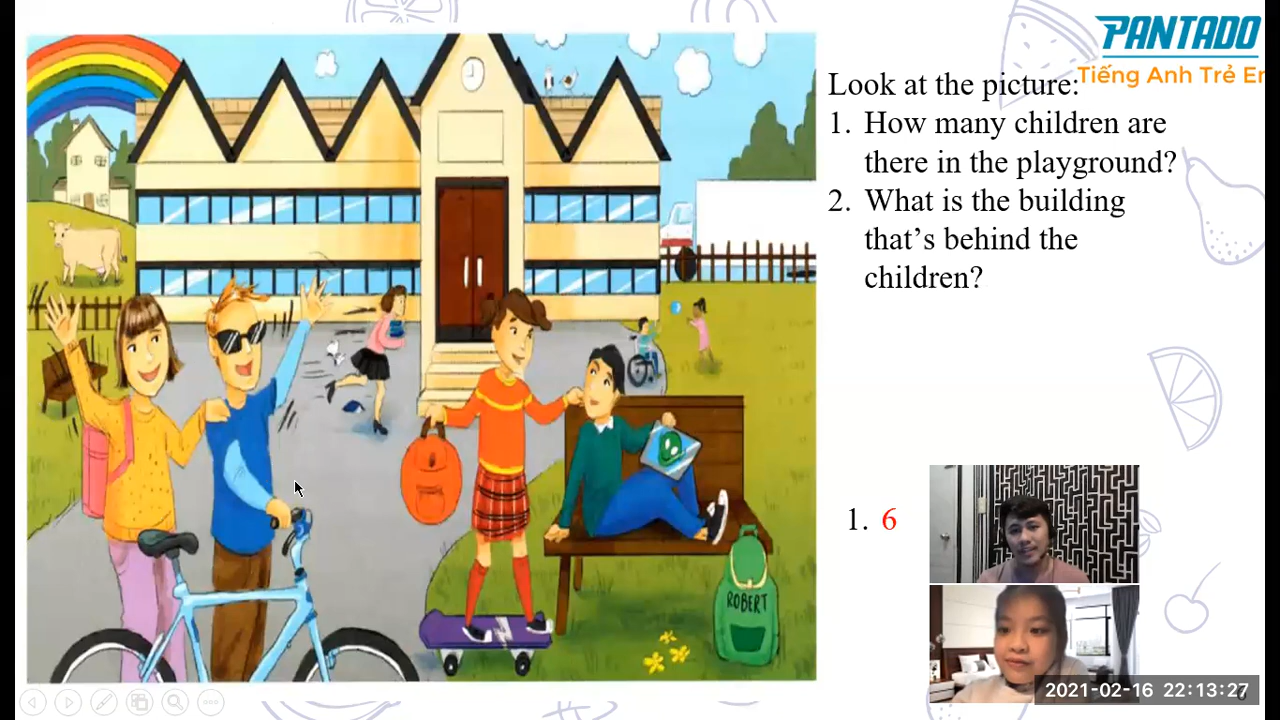 PANTADO
Tiếng Anh Trẻ Er
Look at the picture:
1. How many children are
there in the playground?
2. What is the building
that's behind the
children?
1. 6
ROBERT
2021-02-16 22:13:27